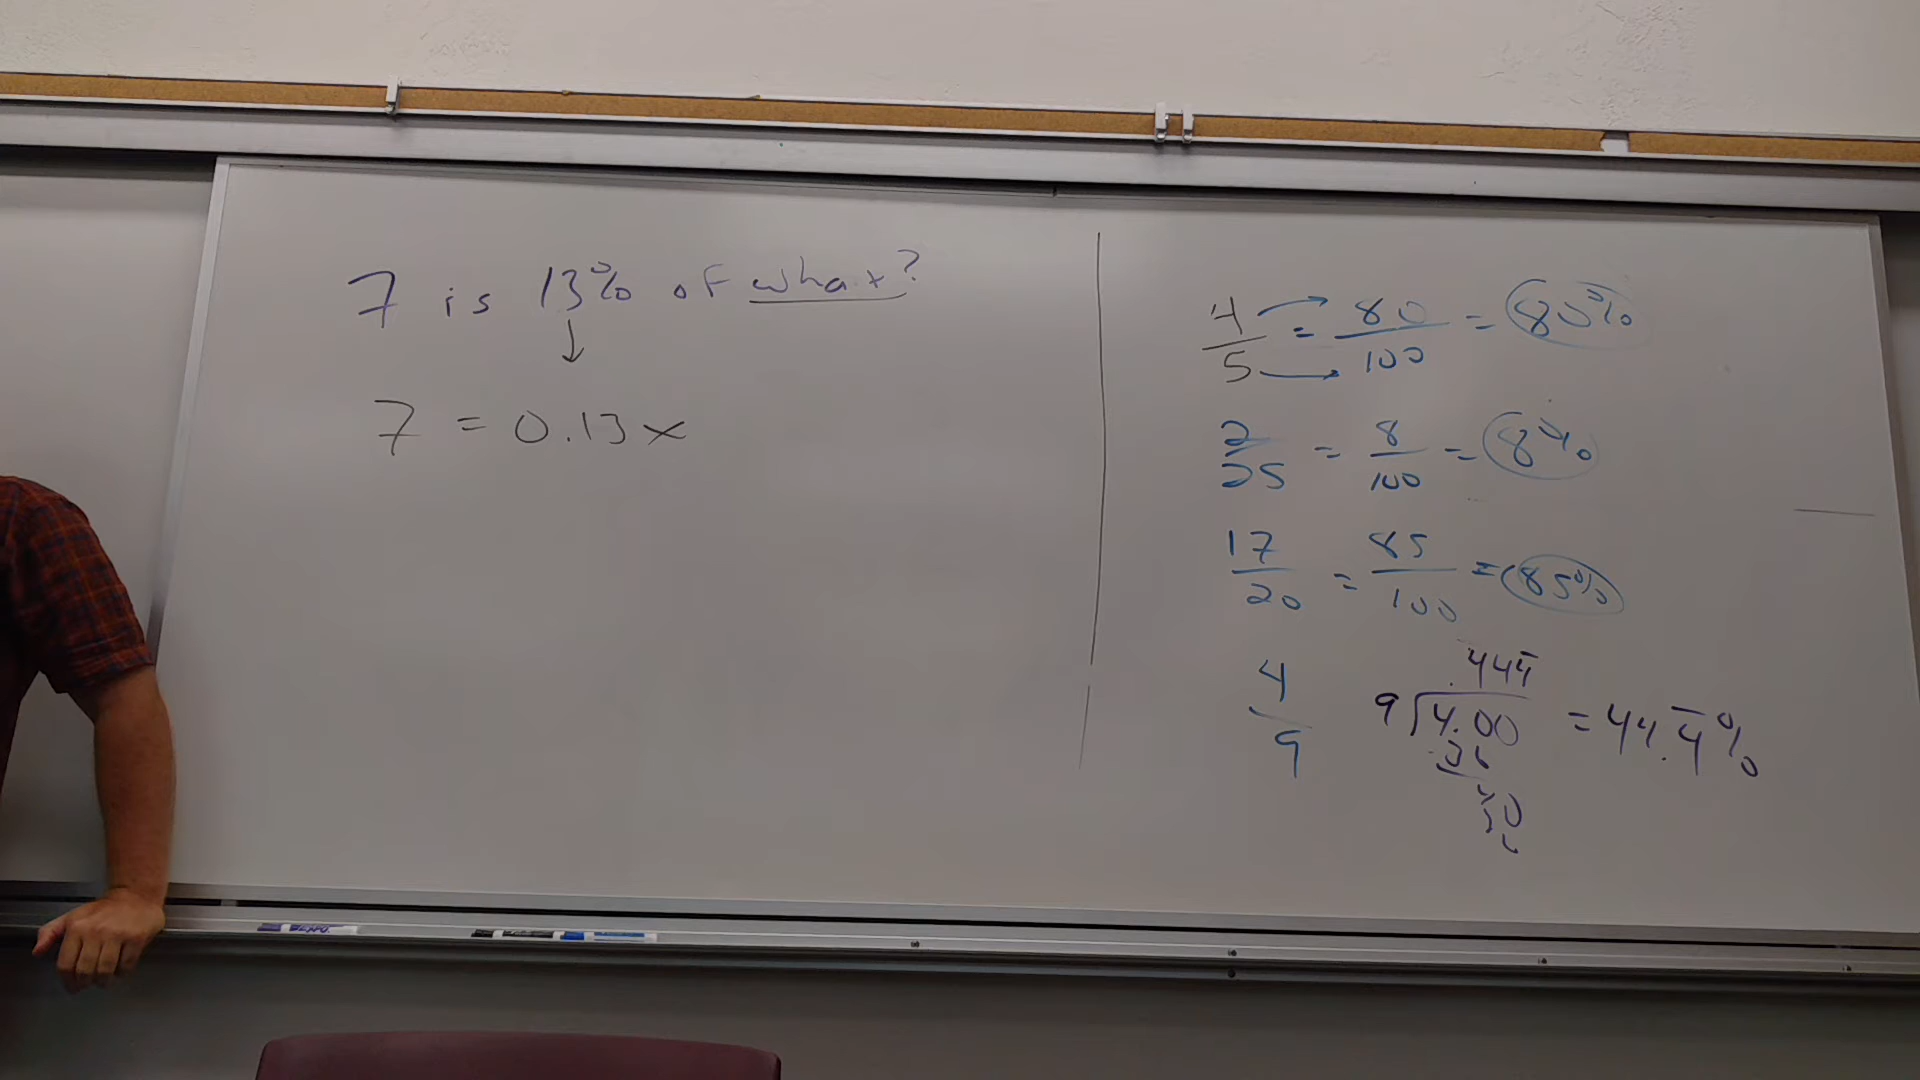 7 is 13% of what?
↓
7 = 0.13x
4/5 = 80/100 = 80%
2/25 = 8/100 = 8%
17/20 = 85/100 = 85%
4/9
.444̅
9 4.00 = 44.4̅%
-36
40
EXPO